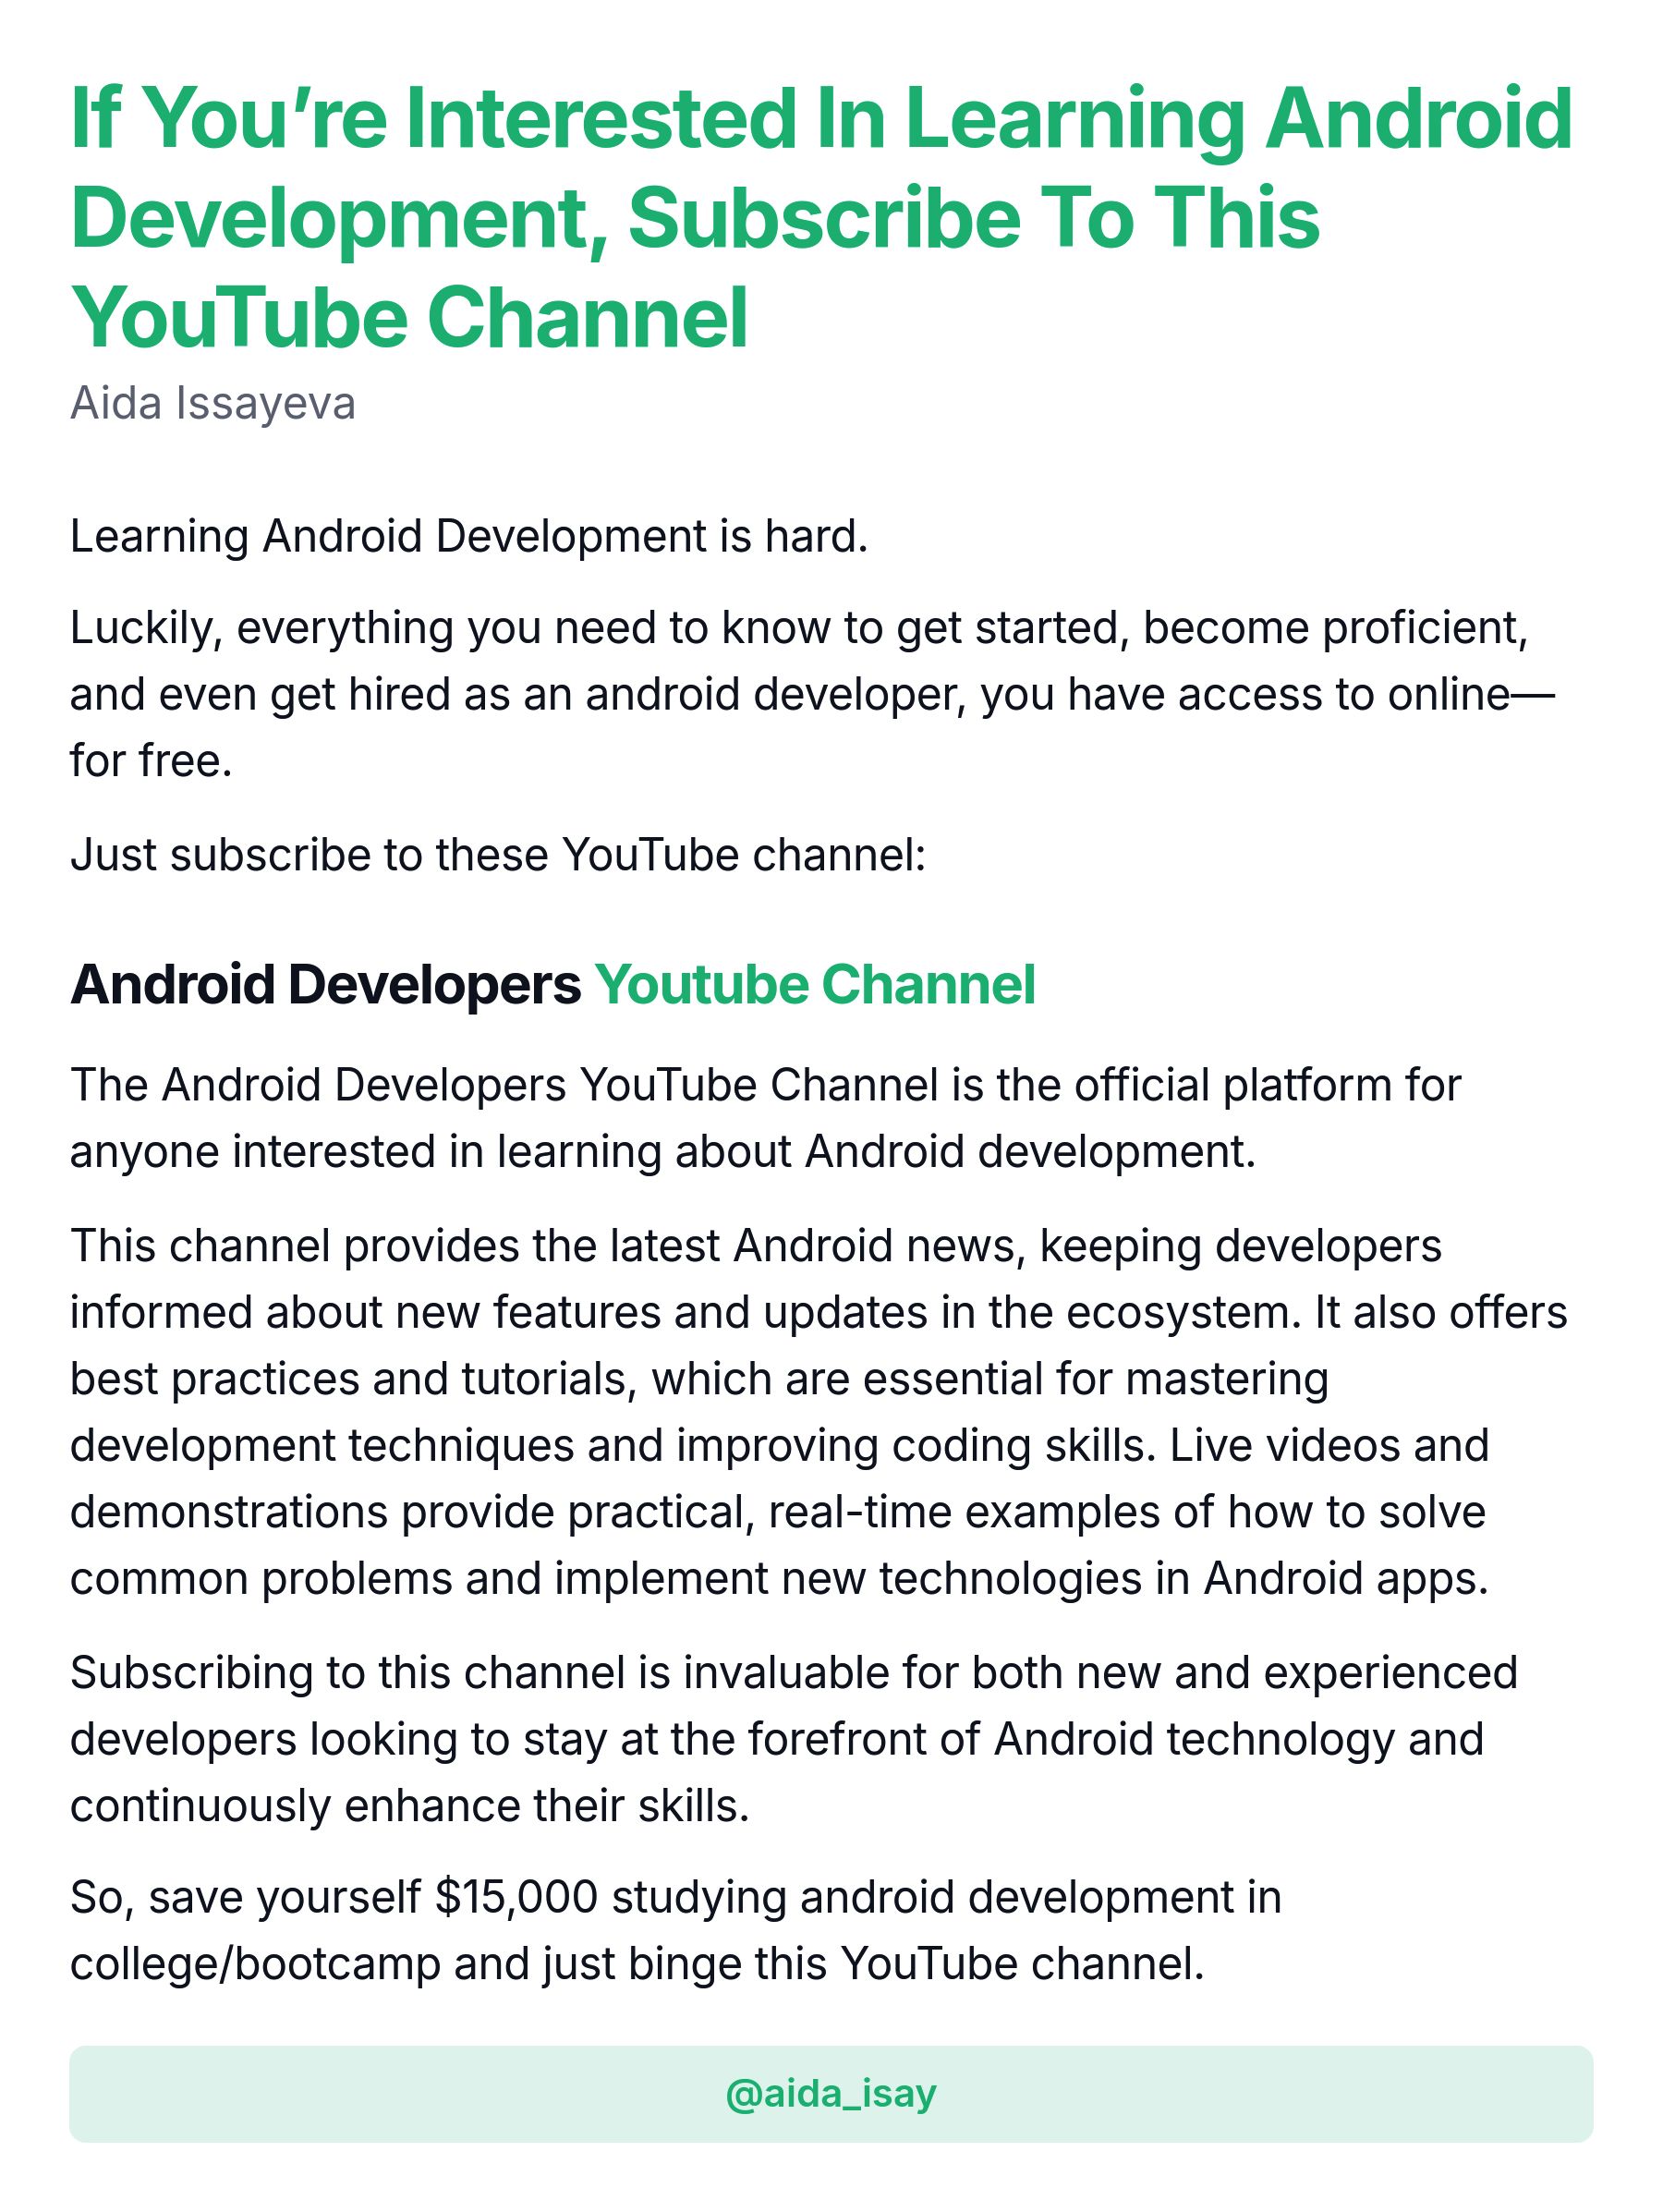 If You’re Interested In Learning Android
Development, Subscribe To This
YouTube Channel
Aida Issayeva
Learning Android Development is hard.
Luckily, everything you need to know to get started, become proficient,
and even get hired as an android developer, you have access to online—
for free.
Just subscribe to these YouTube channel:
Android Developers Youtube Channel
The Android Developers YouTube Channel is the official platform for
anyone interested in learning about Android development.
This channel provides the latest Android news, keeping developers
informed about new features and updates in the ecosystem. It also offers
best practices and tutorials, which are essential for mastering
development techniques and improving coding skills. Live videos and
demonstrations provide practical, real-time examples of how to solve
common problems and implement new technologies in Android apps.
Subscribing to this channel is invaluable for both new and experienced
developers looking to stay at the forefront of Android technology and
continuously enhance their skills.
So, save yourself $15,000 studying android development in
college/bootcamp and just binge this YouTube channel.
@aida_isay